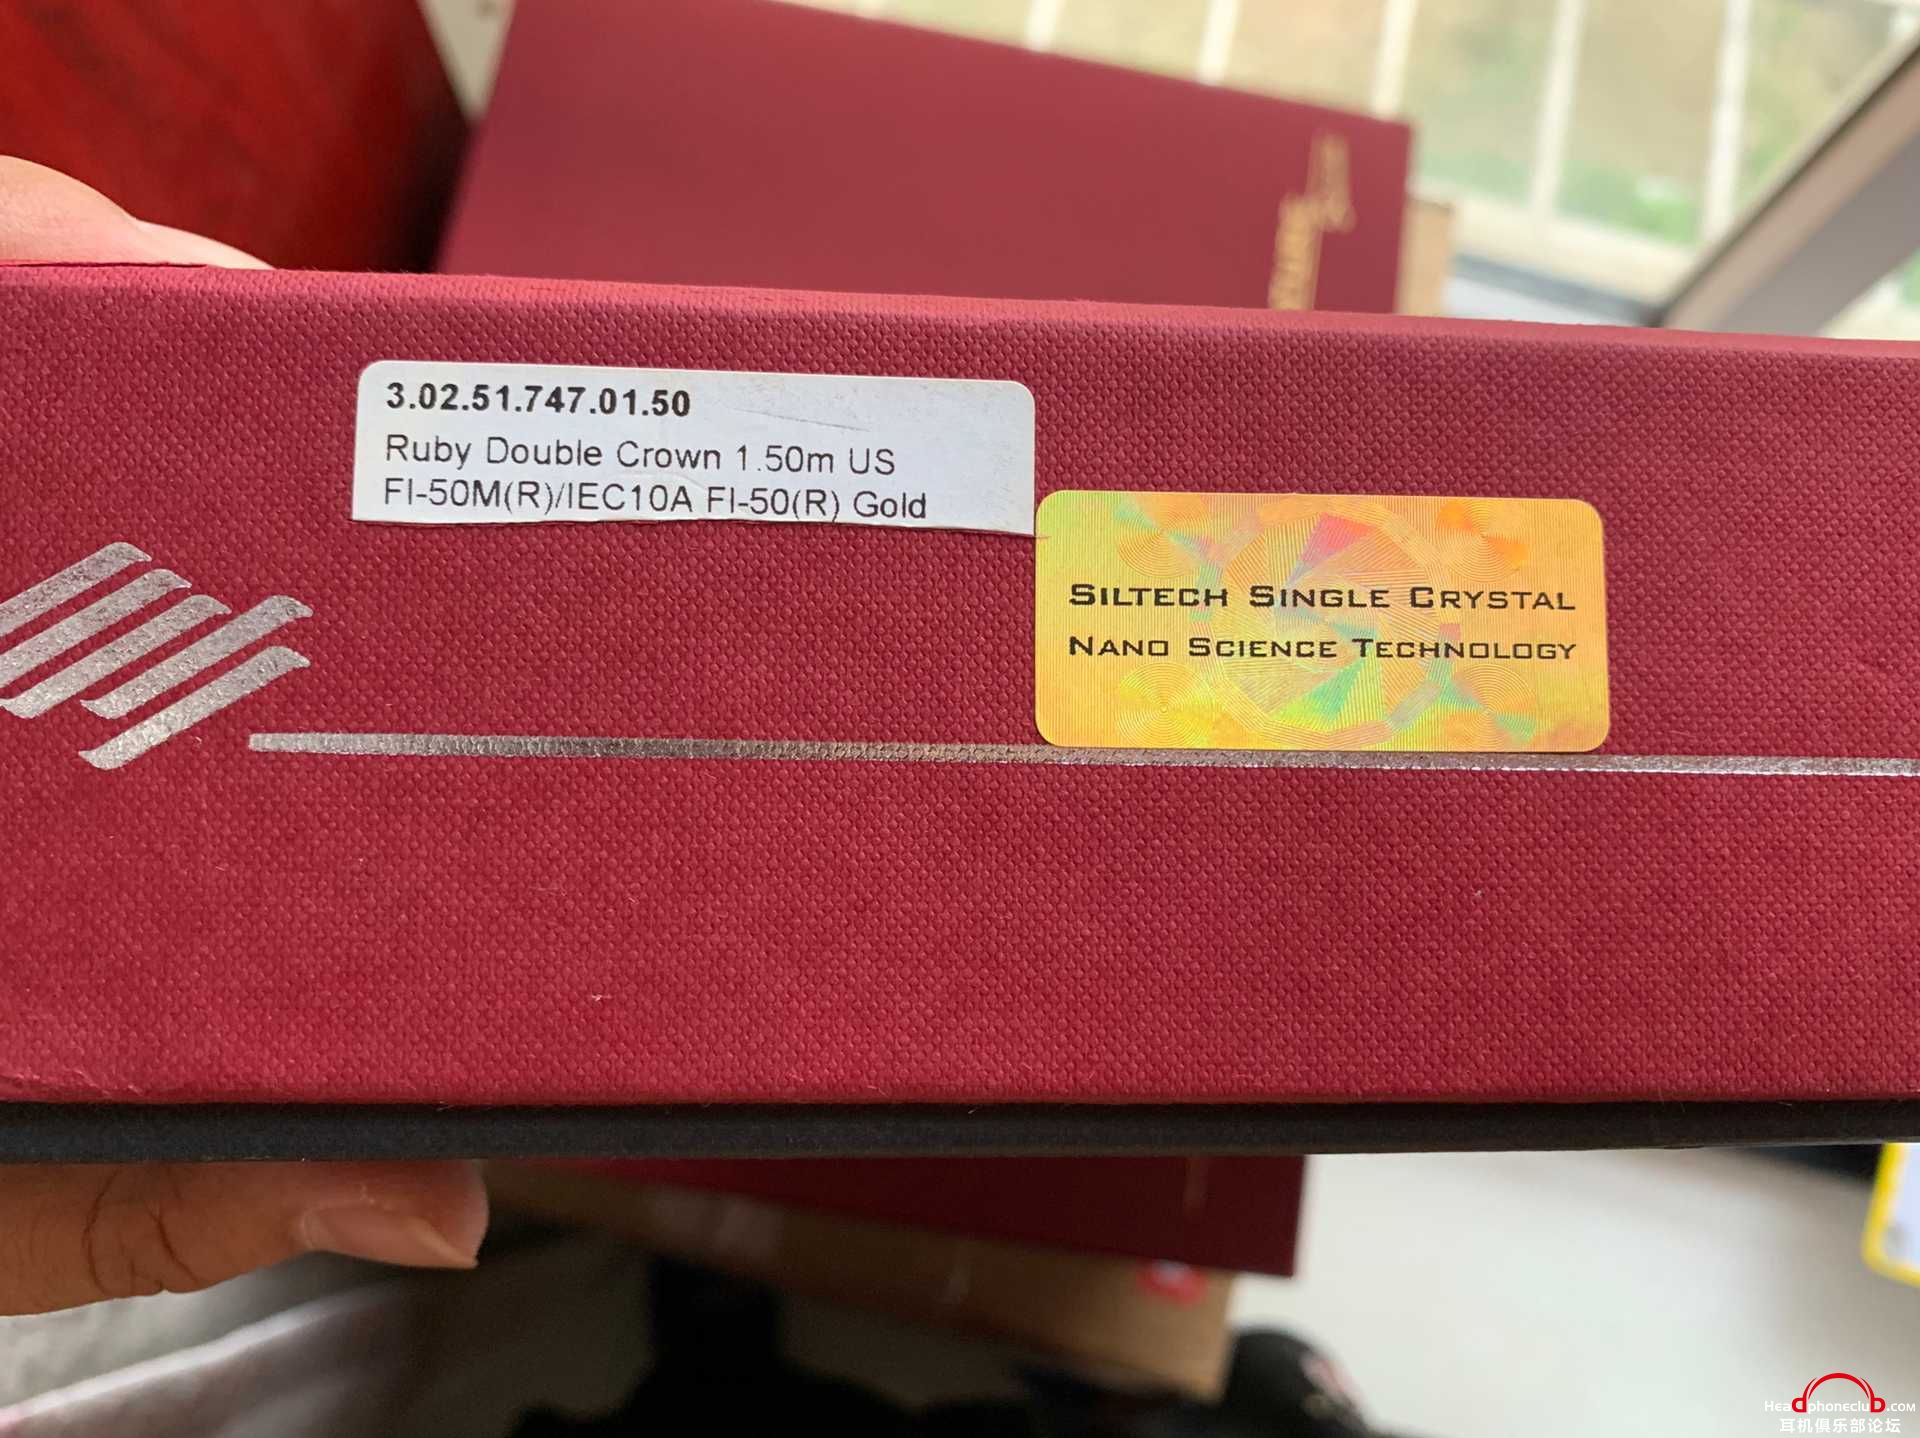 3.02.51.747.01.50
Ruby Double Crown 1.50m US
FI-50M(R)/IEC10A FI-50(R) Gold
SILTECH SINGLE CRYSTAL
NANO SCIENCE TECHNOLOGY
Headphoneclub.com
耳机俱乐部论坛